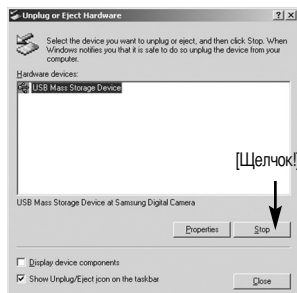 Unplug or Eject Hardware
Select the device you want to unplug or eject, and then click Stop. When
Windows notifies you that it is safe to do so unplug the device from your
computer.
Hardware devices:
USB Mass Storage Device
[Щелчок!]
USB Mass Storage Device at Samsung Digital Camera
Properties
Stop
Display device components
Show Unplug/Eject icon on the taskbar
Close